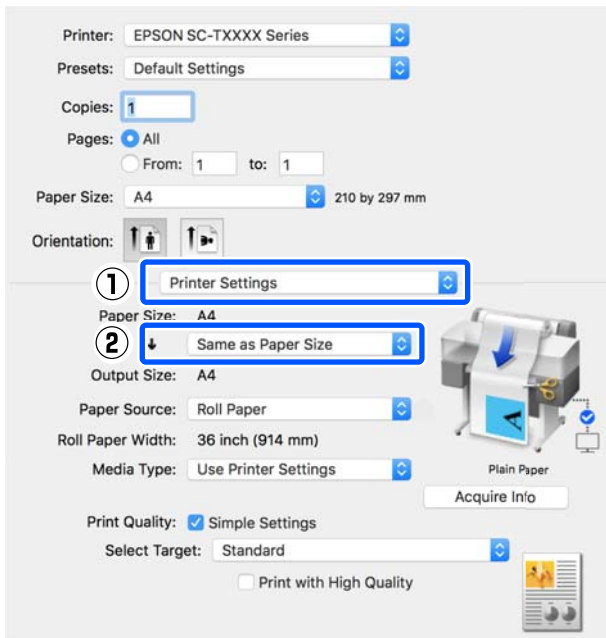 Printer: EPSON SC-TXXXX Series
Presets: Default Settings
Copies: 1
Pages: All
From: 1 to: 1
Paper Size: A4 210 by 297 mm
Orientation:
① Printer Settings
Paper Size: A4
② Same as Paper Size
Output Size: A4
Paper Source: Roll Paper
Roll Paper Width: 36 inch (914 mm)
Media Type: Use Printer Settings
Plain Paper
Acquire Info
Print Quality: Simple Settings
Select Target: Standard
Print with High Quality
A